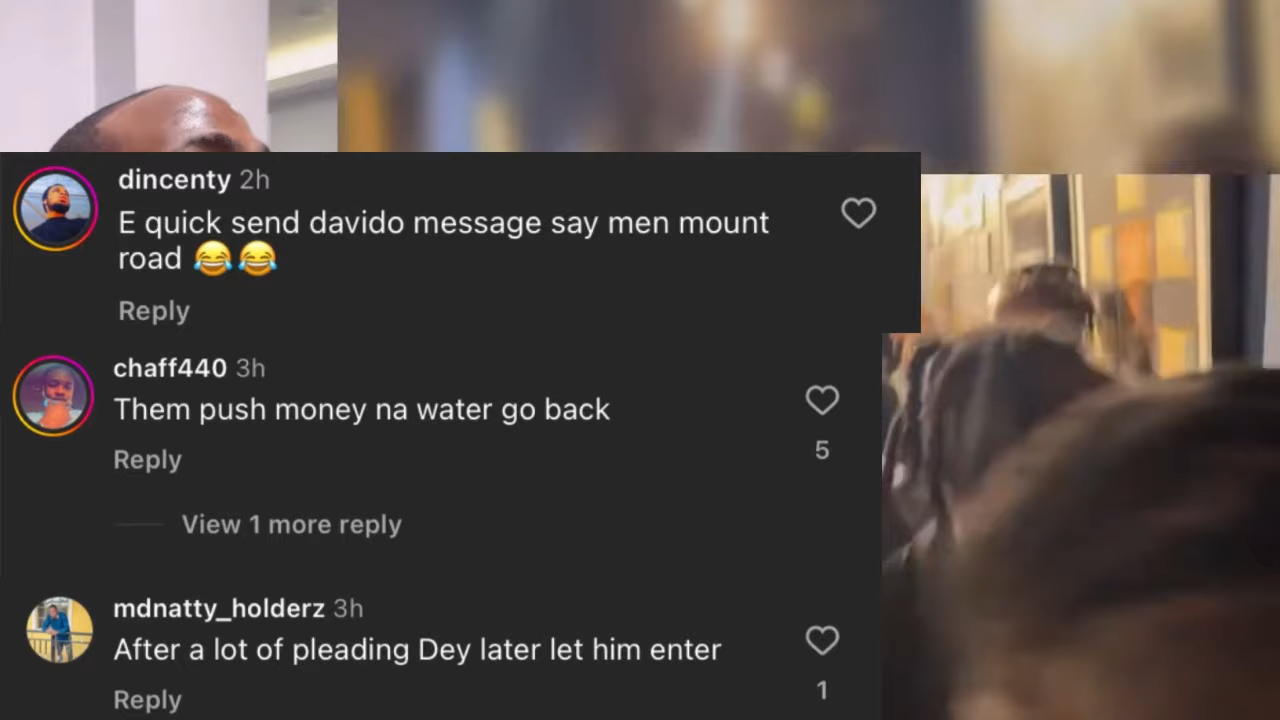 dincenty 2h
E quick send davido message say men mount
road 😂😂
Reply
chaff440 3h
Them push money na water go back
5
Reply
View 1 more reply
mdnatty_holderz 3h
After a lot of pleading Dey later let him enter
1
Reply